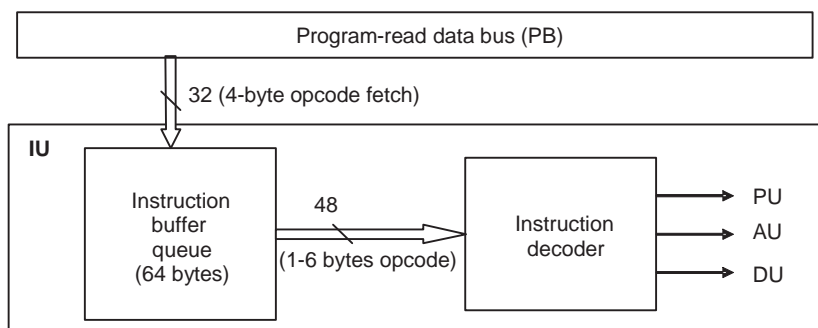 Program-read data bus (PB)
32 (4-byte opcode fetch)
IU
Instruction
buffer
queue
(64 bytes)
48
(1-6 bytes opcode)
Instruction
decoder
PU
AU
DU